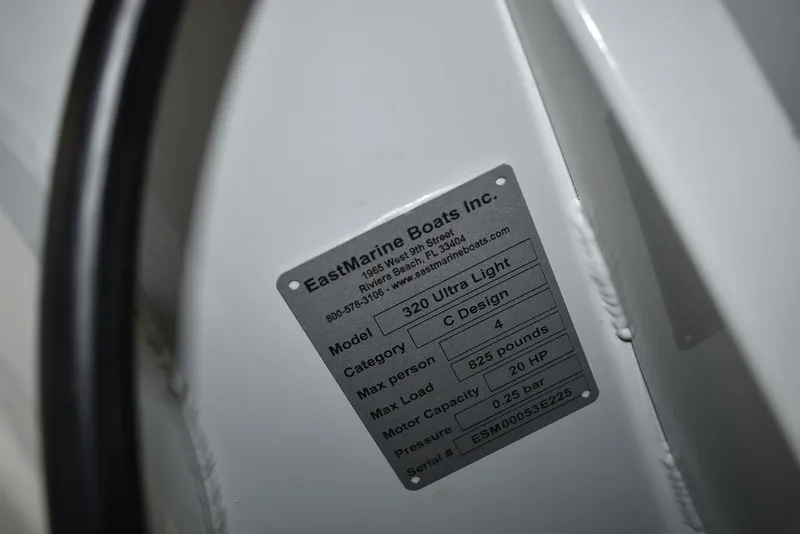 EastMarine Boats Inc.
1965 West 9th Street
Riviera Beach, FL 33404
800-578-3106 - www.eastmarineboats.com
Model 320 Ultra Light
Category C Design
Max person 4
Max Load 825 pounds
Motor Capacity 20 HP
Pressure 0.25 bar
Serial # ESM00053E225